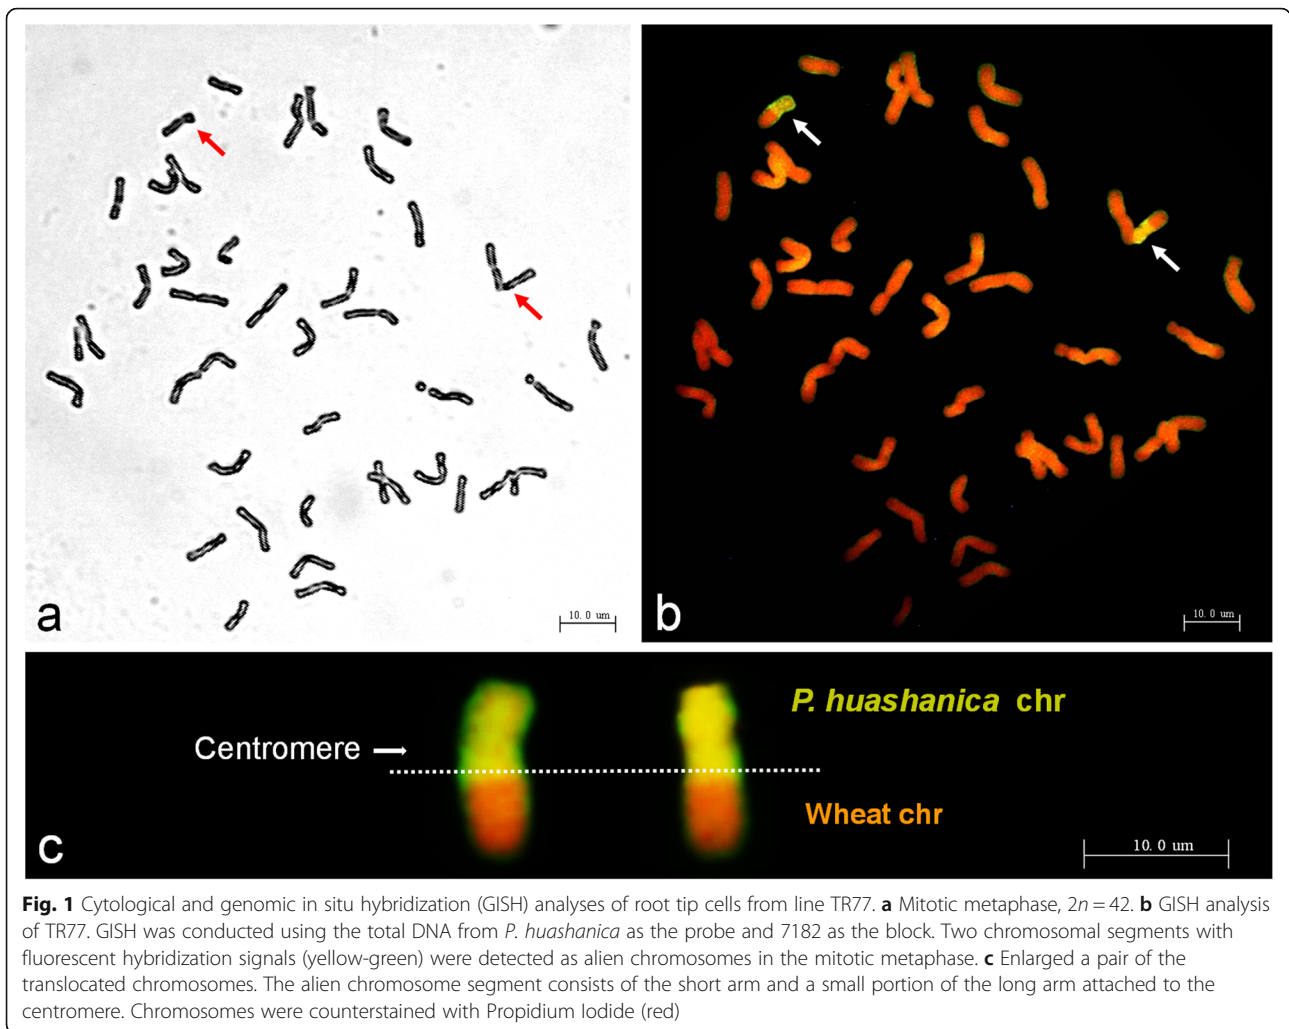 a
10. 0 um
b
10. 0 um
P. huashanica chr
Centromere
Wheat chr
c
10. 0 um
Fig. 1 Cytological and genomic in situ hybridization (GISH) analyses of root tip cells from line TR77. a Mitotic metaphase, 2n = 42. b GISH analysis
of TR77. GISH was conducted using the total DNA from P. huashanica as the probe and 7182 as the block. Two chromosomal segments with
fluorescent hybridization signals (yellow-green) were detected as alien chromosomes in the mitotic metaphase. c Enlarged a pair of the
translocated chromosomes. The alien chromosome segment consists of the short arm and a small portion of the long arm attached to the
centromere. Chromosomes were counterstained with Propidium Iodide (red)